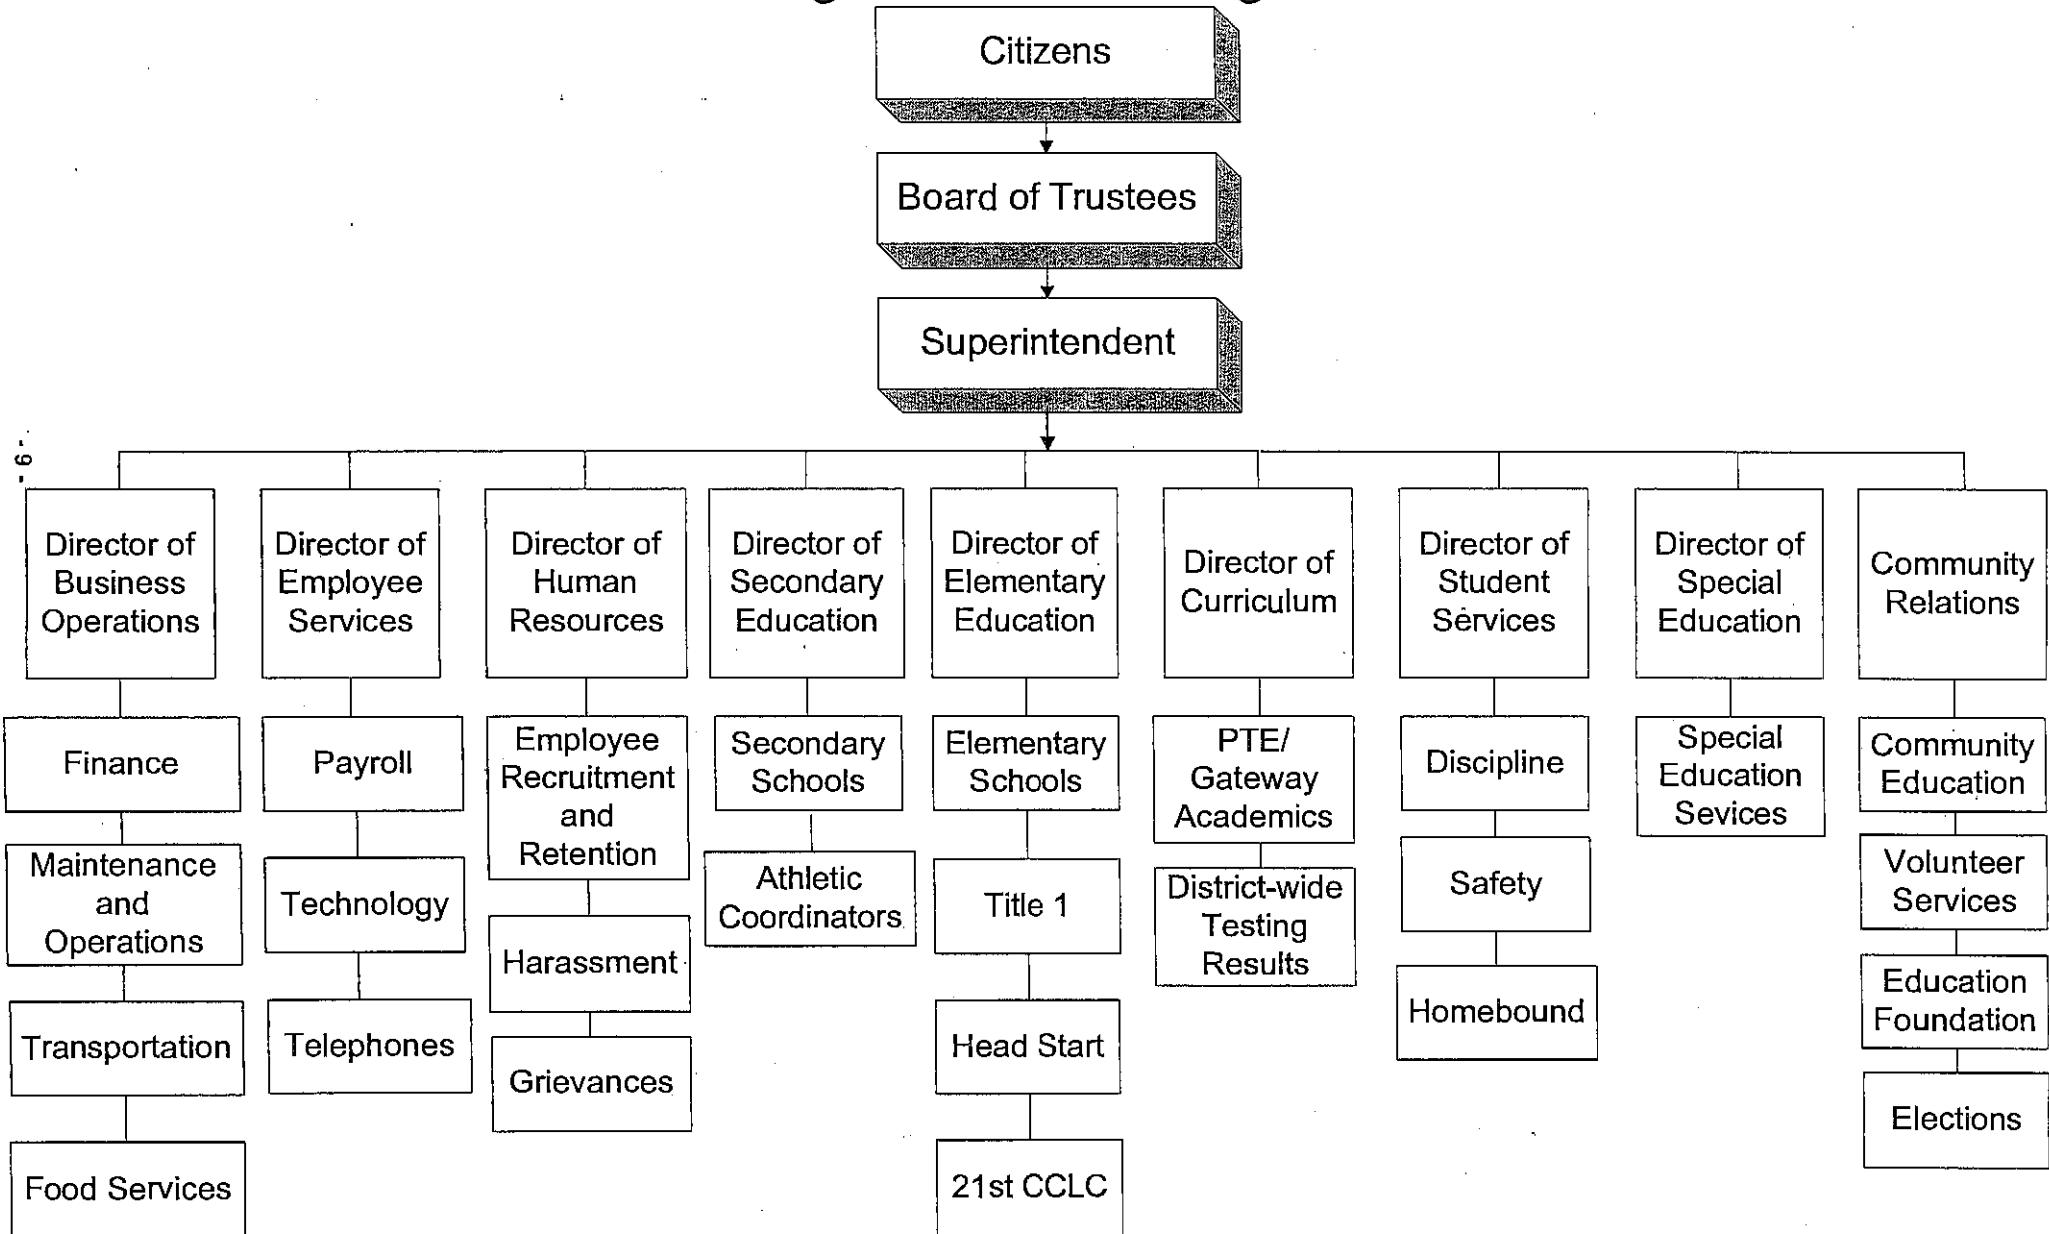 Citizens
Board of Trustees
Superintendent
- 9 -
Director of
Business
Operations
Director of
Employee
Services
Director of
Human
Resources
Director of
Secondary
Education
Director of
Elementary
Education
Director of
Curriculum
Director of
Student
Services
Director of
Special
Education
Community
Relations
Finance
Maintenance
and
Operations
Transportation
Food Services
Payroll
Technology
Telephones
Employee
Recruitment
and
Retention
Harassment
Grievances
Secondary
Schools
Athletic
Coordinators
Elementary
Schools
Title 1
Head Start
21st CCLC
PTE/
Gateway
Academics
District-wide
Testing
Results
Discipline
Safety
Homebound
Special
Education
Sevices
Community
Education
Volunteer
Services
Education
Foundation
Elections